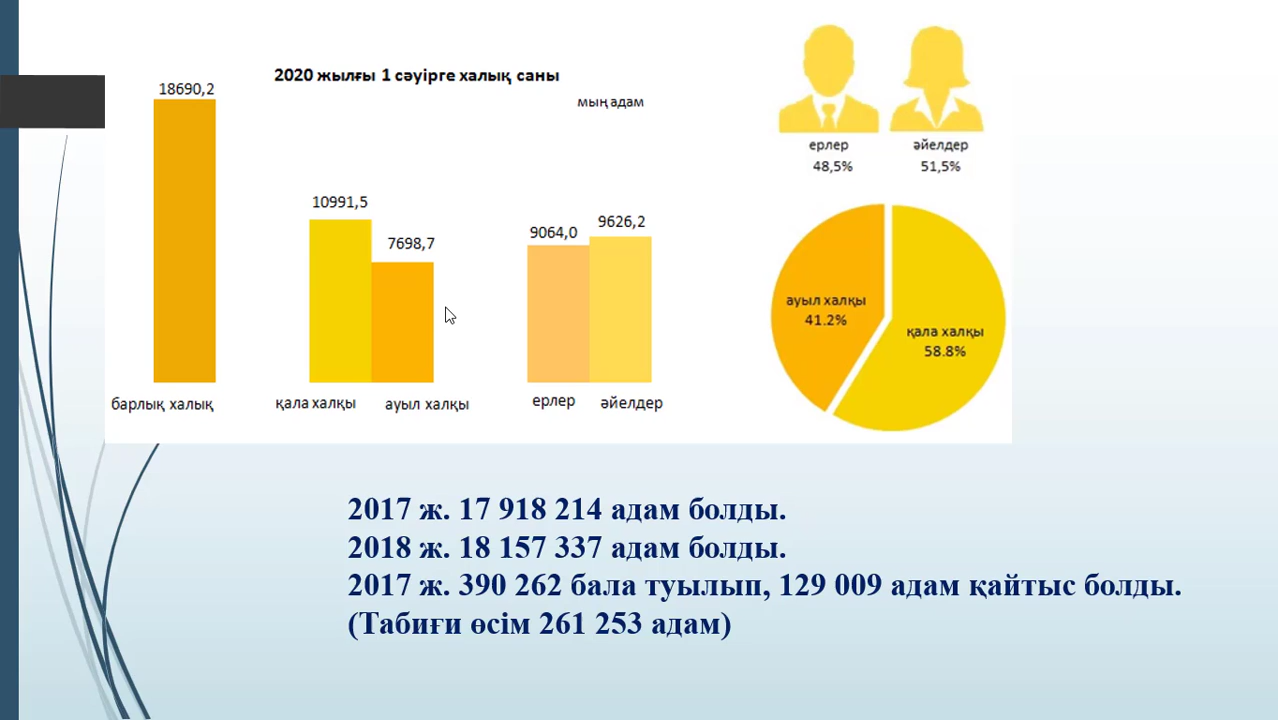 2020 жылғы 1 сәуірге халық саны
мың адам
18690,2
10991,5
7698,7
9064,0
9626,2
барлық халық
қала халқы
ауыл халқы
ерлер
әйелдер
ерлер
48,5%
әйелдер
51,5%
ауыл халқы
41.2%
қала халқы
58.8%
2017 ж. 17 918 214 адам болды.
2018 ж. 18 157 337 адам болды.
2017 ж. 390 262 бала туылып, 129 009 адам қайтыс болды.
(Табиғи өсім 261 253 адам)